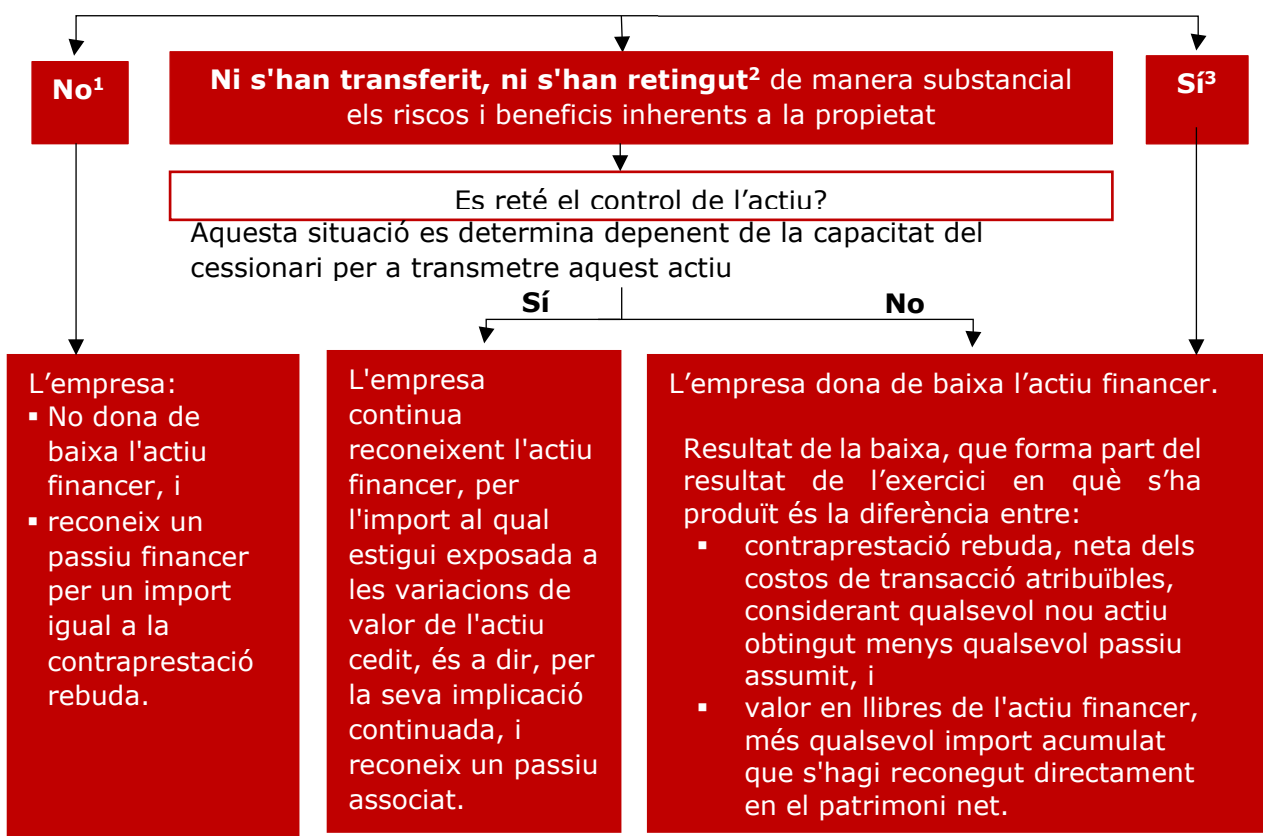 No¹
Ni s'han transferit, ni s'han retingut² de manera substancial
els riscos i beneficis inherents a la propietat
Sí³
Es reté el control de l’actiu?
Aquesta situació es determina depenent de la capacitat del
cessionari per a transmetre aquest actiu
Sí
No
L’empresa:
▪ No dona de
baixa l'actiu
financer, i
▪ reconeix un
passiu financer
per un import
igual a la
contraprestació
rebuda.
L'empresa
continua
reconeixent l'actiu
financer, per
l'import al qual
estigui exposada a
les variacions de
valor de l'actiu
cedit, és a dir, per
la seva implicació
continuada, i
reconeix un passiu
associat.
L’empresa dona de baixa l’actiu financer.
Resultat de la baixa, que forma part del
resultat de l’exercici en què s’ha
produït és la diferència entre:
▪ contraprestació rebuda, neta dels
costos de transacció atribuïbles,
considerant qualsevol nou actiu
obtingut menys qualsevol passiu
assumit, i
▪ valor en llibres de l'actiu financer,
més qualsevol import acumulat
que s'hagi reconegut directament
en el patrimoni net.